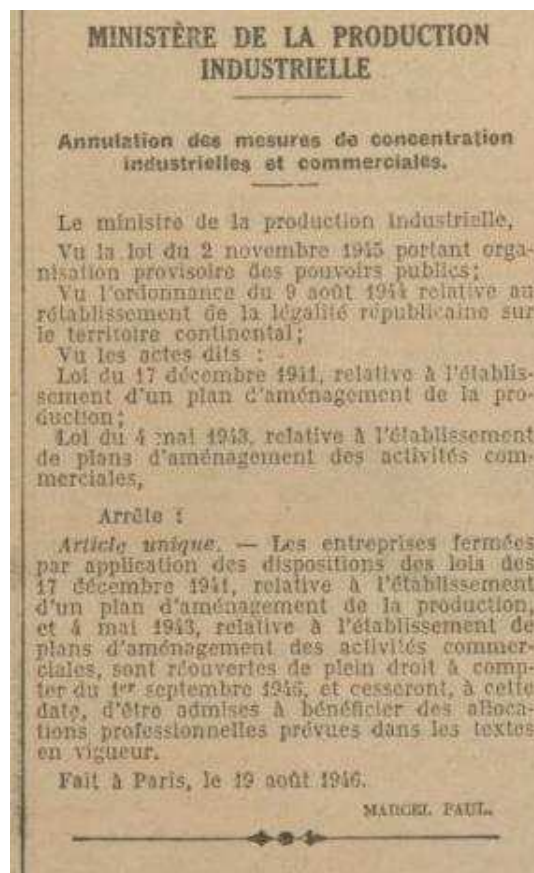 MINISTÈRE DE LA PRODUCTION
INDUSTRIELLE
Annulation des mesures de concentration
industrielles et commerciales.
Le ministre de la production industrielle,
Vu la loi du 2 novembre 1945 portant orga-
nisation provisoire des pouvoirs publics;
Vu l'ordonnance du 9 août 1944 relative au
rétablissement de la légalité républicaine sur
le territoire continental;
Vu les actes dits :
Loi du 17 décembre 1941, relative à l'établis-
sement d'un plan d'aménagement de la pro-
duction;
Loi du 4 mai 1943, relative à l'établissement
de plans d'aménagement des activités com-
merciales,
Arrête :
Article unique. — Les entreprises fermées
par application des dispositions des lois des
17 décembre 1941, relative à l'établissement
d'un plan d'aménagement de la production,
et 4 mai 1943, relative à l'établissement de
plans d'aménagement des activités commer-
ciales, sont réouvertes de plein droit à comp-
ter du 1er septembre 1946, et cesseront, à cette
date, d'être admises à bénéficier des alloca-
tions professionnelles prévues dans les textes
en vigueur.
Fait à Paris, le 19 août 1946.
MARCEL PAUL.